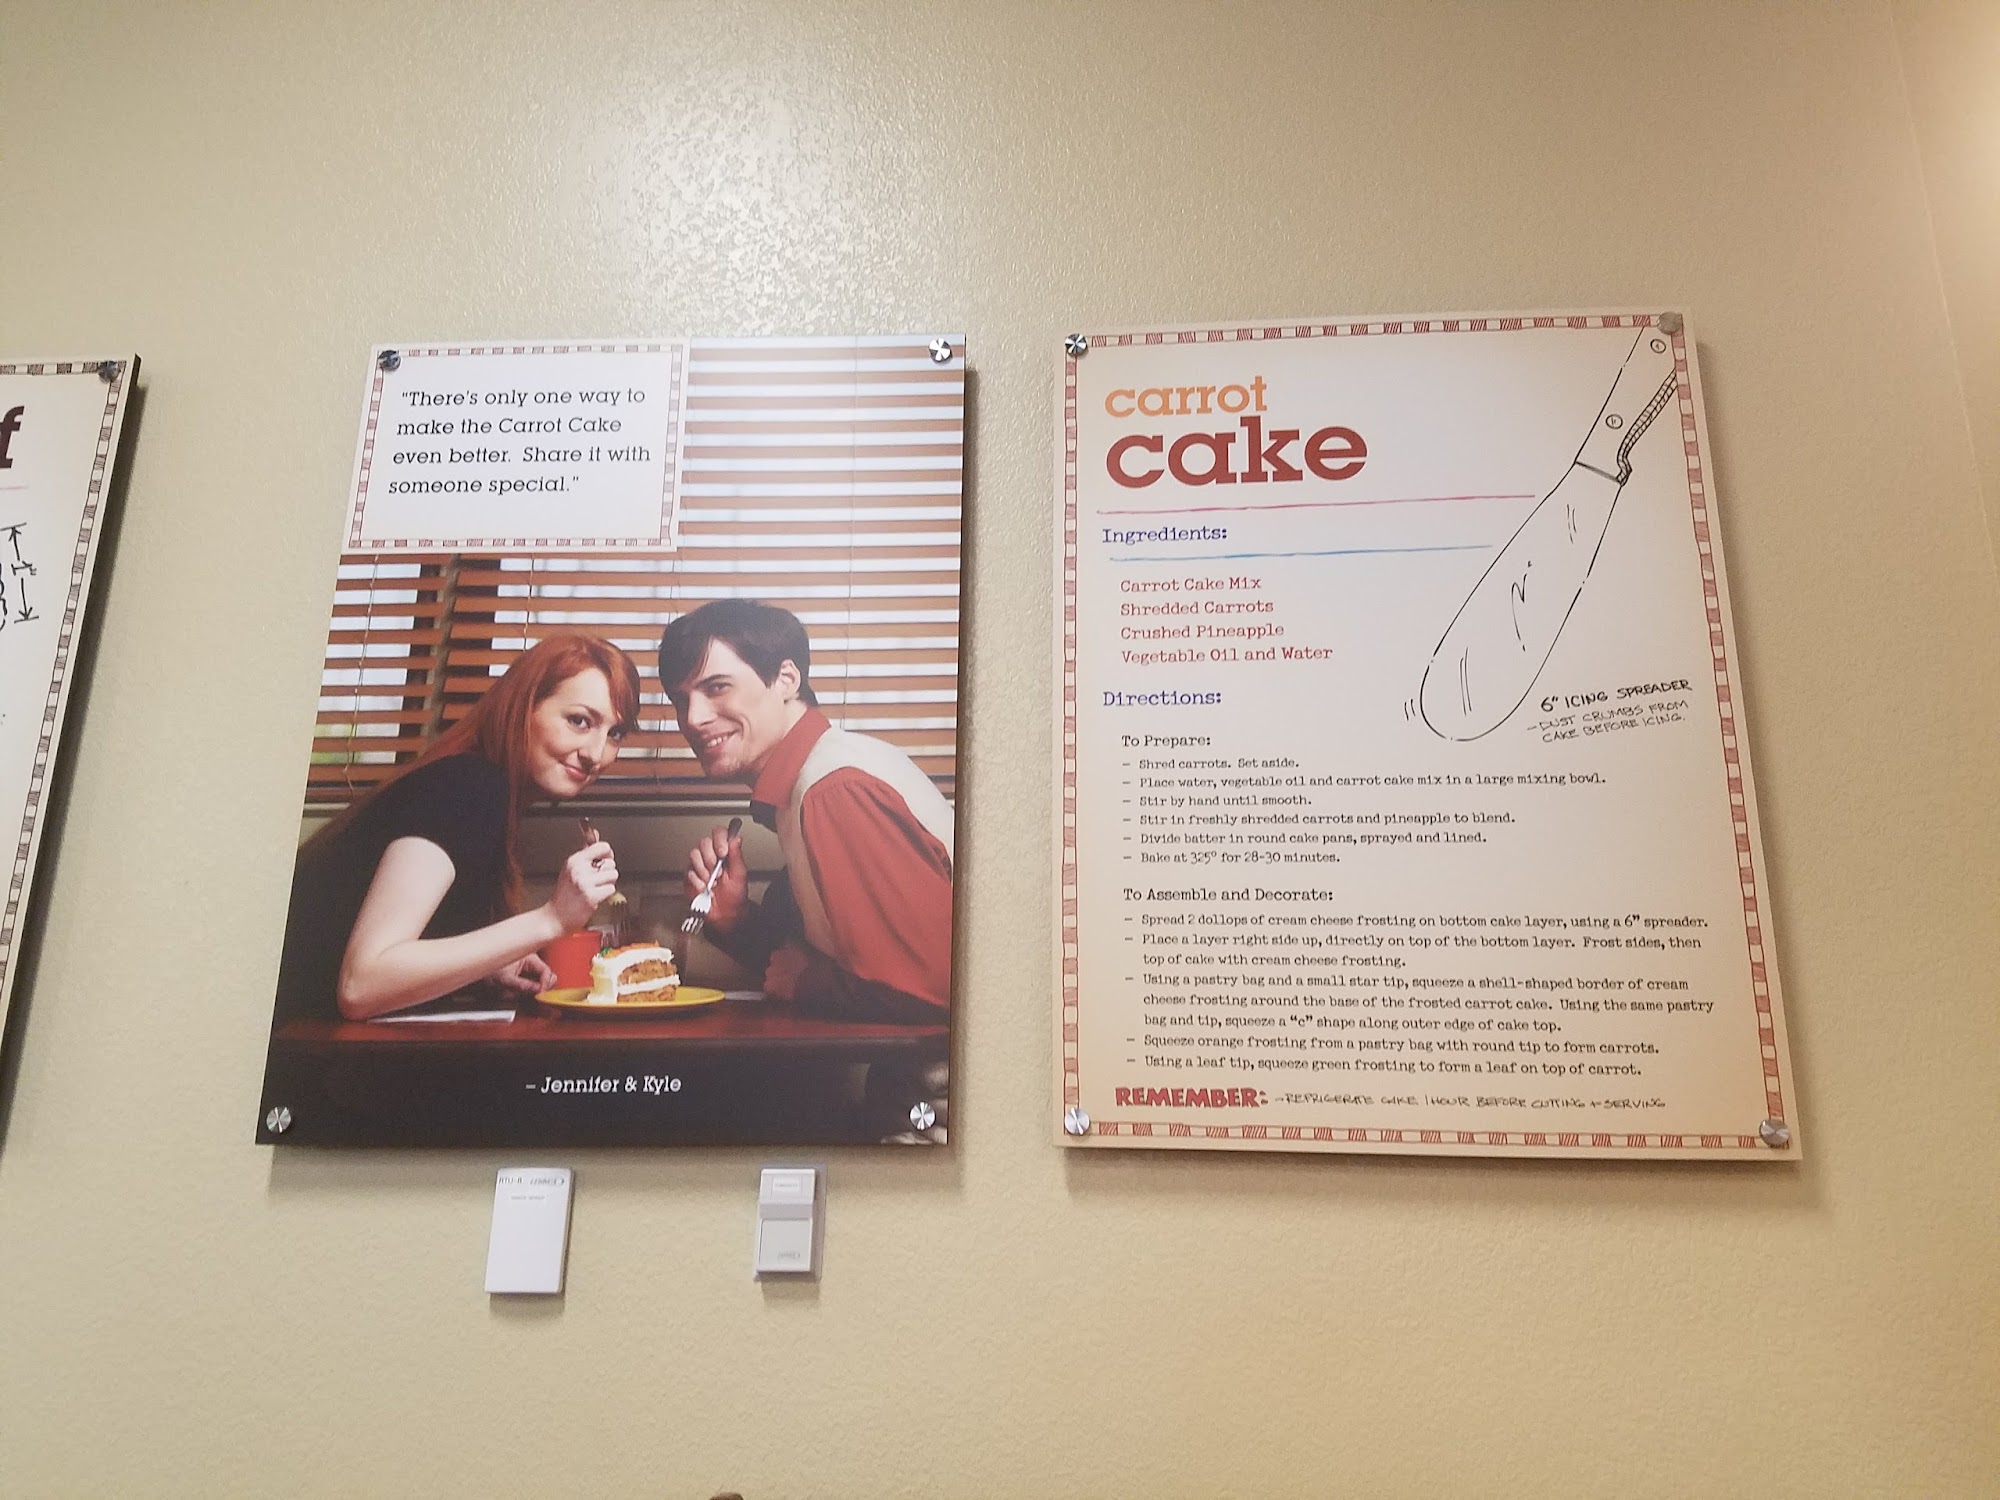 f
"There's only one way to
make the Carrot Cake
even better. Share it with
someone special."
– Jennifer & Kyle
carrot
cake
Ingredients:
Carrot Cake Mix
Shredded Carrots
Crushed Pineapple
Vegetable Oil and Water
6" ICING SPREADER
-DUST CRUMBS FROM
CAKE BEFORE ICING.
Directions:
To Prepare:
– Shred carrots. Set aside.
– Place water, vegetable oil and carrot cake mix in a large mixing bowl.
– Stir by hand until smooth.
– Stir in freshly shredded carrots and pineapple to blend.
– Divide batter in round cake pans, sprayed and lined.
– Bake at 325° for 28-30 minutes.
To Assemble and Decorate:
– Spread 2 dollops of cream cheese frosting on bottom cake layer, using a 6" spreader.
– Place a layer right side up, directly on top of the bottom layer. Frost sides, then
top of cake with cream cheese frosting.
– Using a pastry bag and a small star tip, squeeze a shell-shaped border of cream
cheese frosting around the base of the frosted carrot cake. Using the same pastry
bag and tip, squeeze a "c" shape along outer edge of cake top.
– Squeeze orange frosting from a pastry bag with round tip to form carrots.
– Using a leaf tip, squeeze green frosting to form a leaf on top of carrot.
REMEMBER: -REFRIGERATE CAKE 1 HOUR BEFORE CUTTING + SERVING